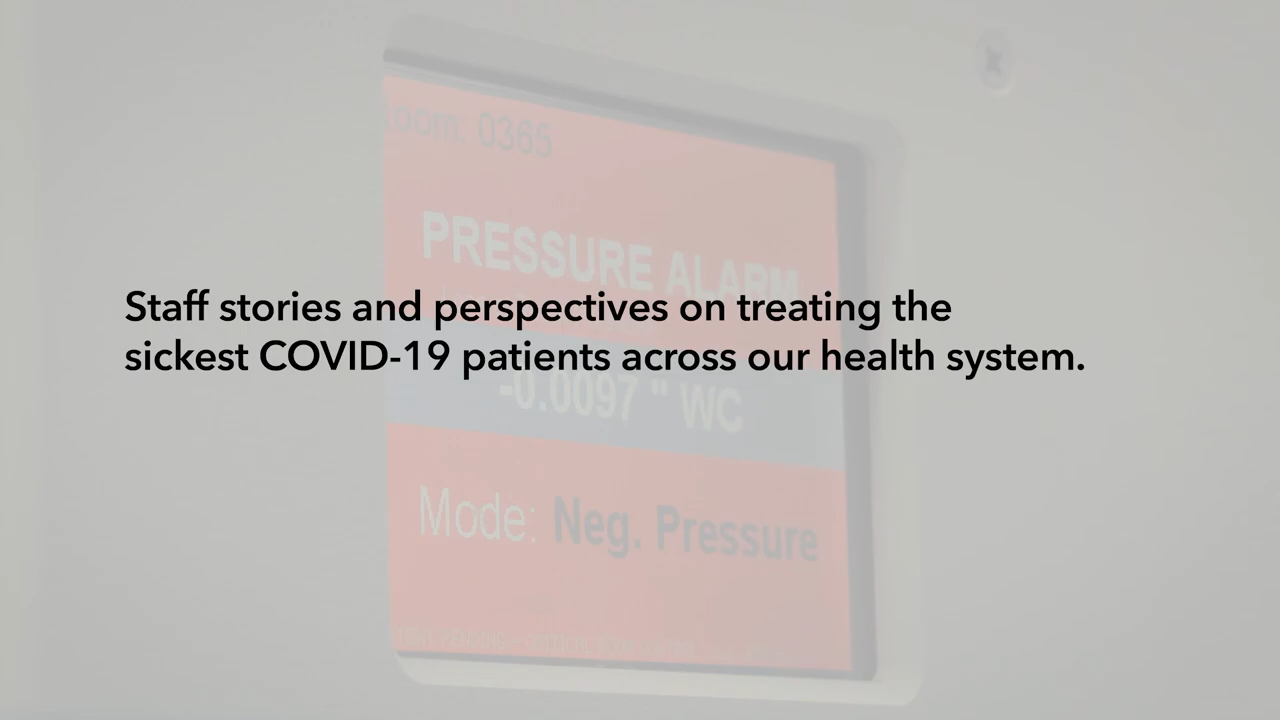 Room: 0365
PRESSURE ALARM
Staff stories and perspectives on treating the
sickest COVID-19 patients across our health system.
-0.0097 " WC
Mode: Neg. Pressure